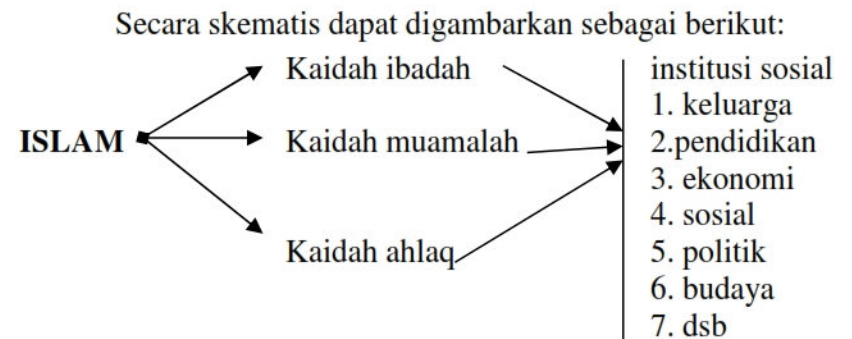 Secara skematis dapat digambarkan sebagai berikut:
Kaidah ibadah
ISLAM
Kaidah muamalah
Kaidah ahlaq
institusi sosial
1. keluarga
2.pendidikan
3. ekonomi
4. sosial
5. politik
6. budaya
7. dsb